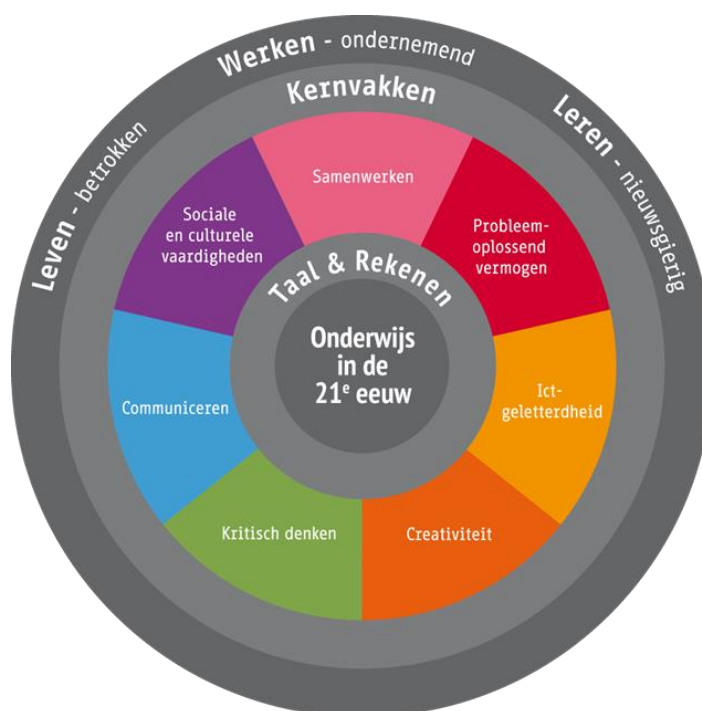 Werken - ondernemend
Kernvakken
Leren - nieuwsgierig
Leven - betrokken
Samenwerken
Sociale
en culturele
vaardigheden
Probleem-
oplossend
vermogen
Taal & Rekenen
Onderwijs
in de
21e eeuw
Communiceren
Ict-
geletterdheid
Kritisch denken
Creativiteit